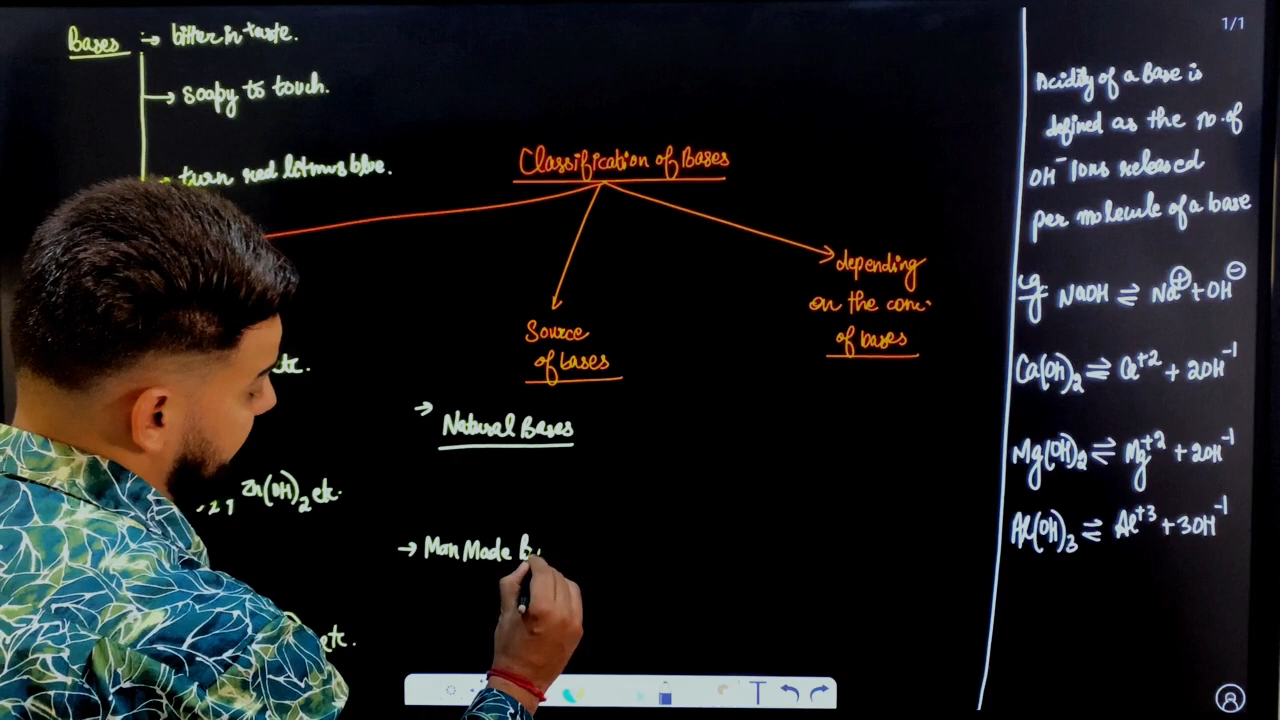 Bases → bitter in taste.
→ soapy to touch.
→ turn red litmus blue.
Classification of Bases
etc.
Zn(OH)₂ etc.
etc.
Source
of bases
→ Natural Bases
→ Man Made Ba
depending
on the conc.
of bases
1/1
Acidity of a Base is
defined as the no. of
OH⁻ Ions released
per molecule of a base
eg NaOH ⇌ Na⊕ + OH⊖
Ca(OH)₂ ⇌ Ca⁺² + 2OH⁻¹
Mg(OH)₂ ⇌ Mg⁺² + 2OH⁻¹
Al(OH)₃ ⇌ Al⁺³ + 3OH⁻¹
T